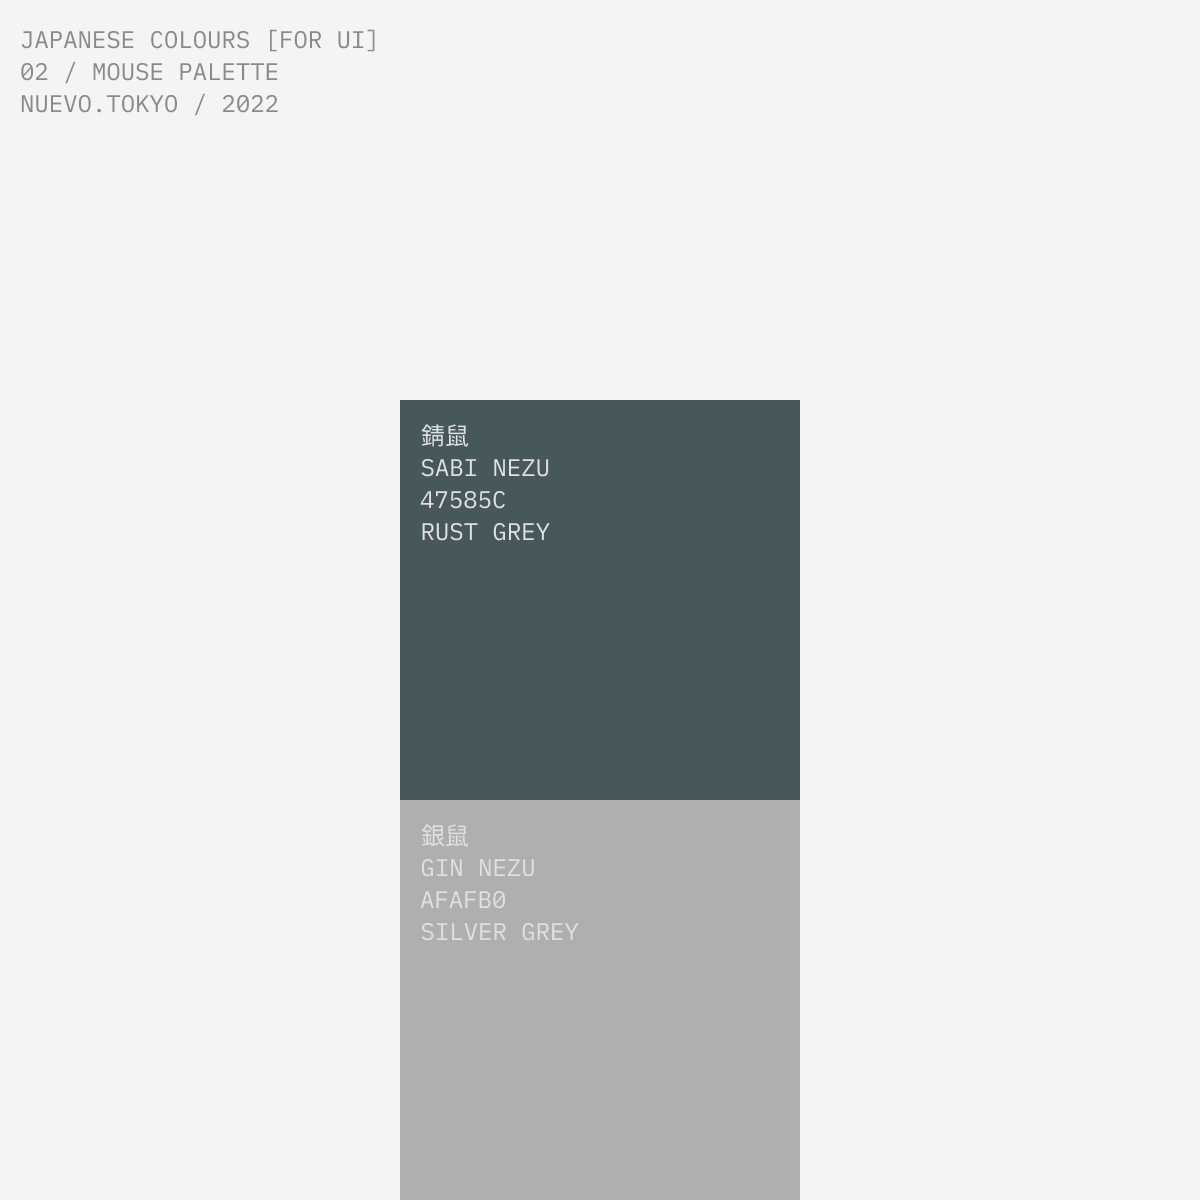 JAPANESE COLOURS [FOR UI]
02 / MOUSE PALETTE
NUEVO.TOKYO / 2022
錆鼠
SABI NEZU
47585C
RUST GREY
銀鼠
GIN NEZU
AFAFB0
SILVER GREY